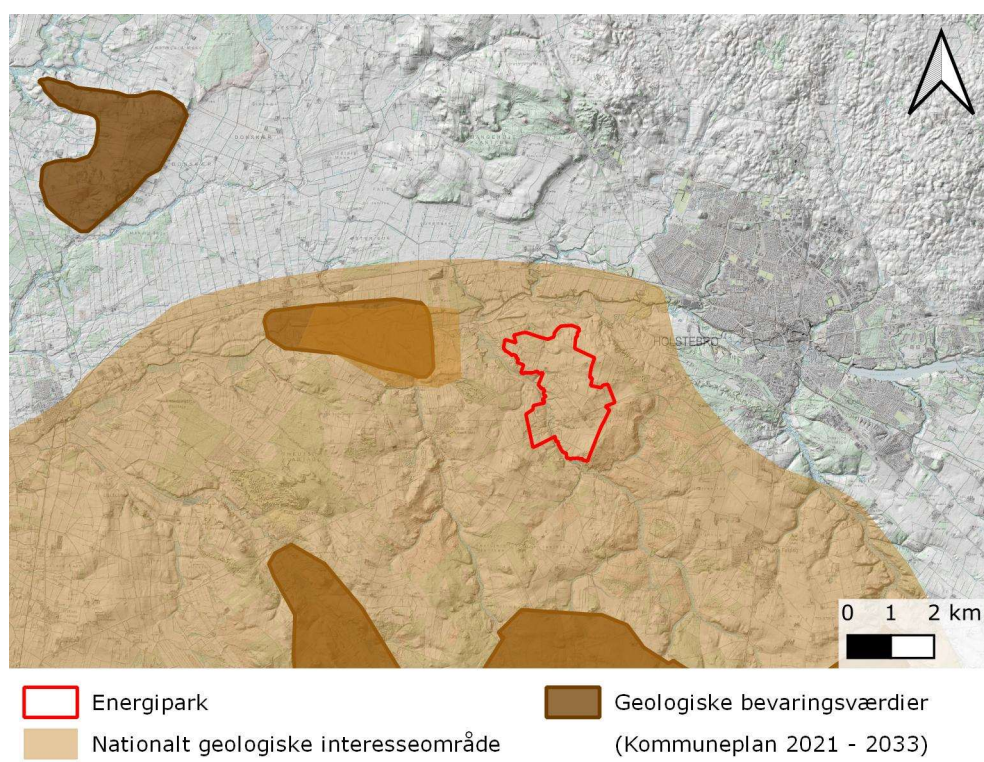 HOLSTEBRO
0 1 2 km
Energipark
Nationalt geologiske interesseområde
Geologiske bevaringsværdier
(Kommuneplan 2021 - 2033)